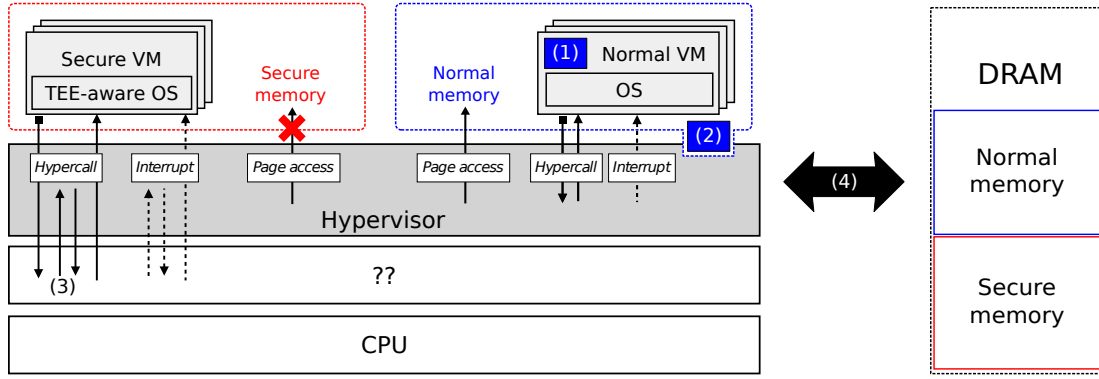 Secure VM
TEE-aware OS
Secure
memory
Normal
memory
(1)
Normal VM
OS
(2)
Hypercall
Interrupt
Page access
Page access
Hypercall
Interrupt
Hypervisor
(3)
??
CPU
(4)
DRAM
Normal
memory
Secure
memory